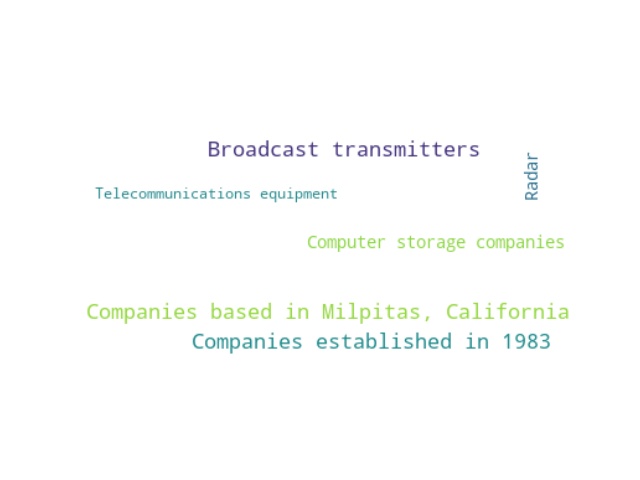 Broadcast transmitters
Radar
Telecommunications equipment
Computer storage companies
Companies based in Milpitas, California
Companies established in 1983